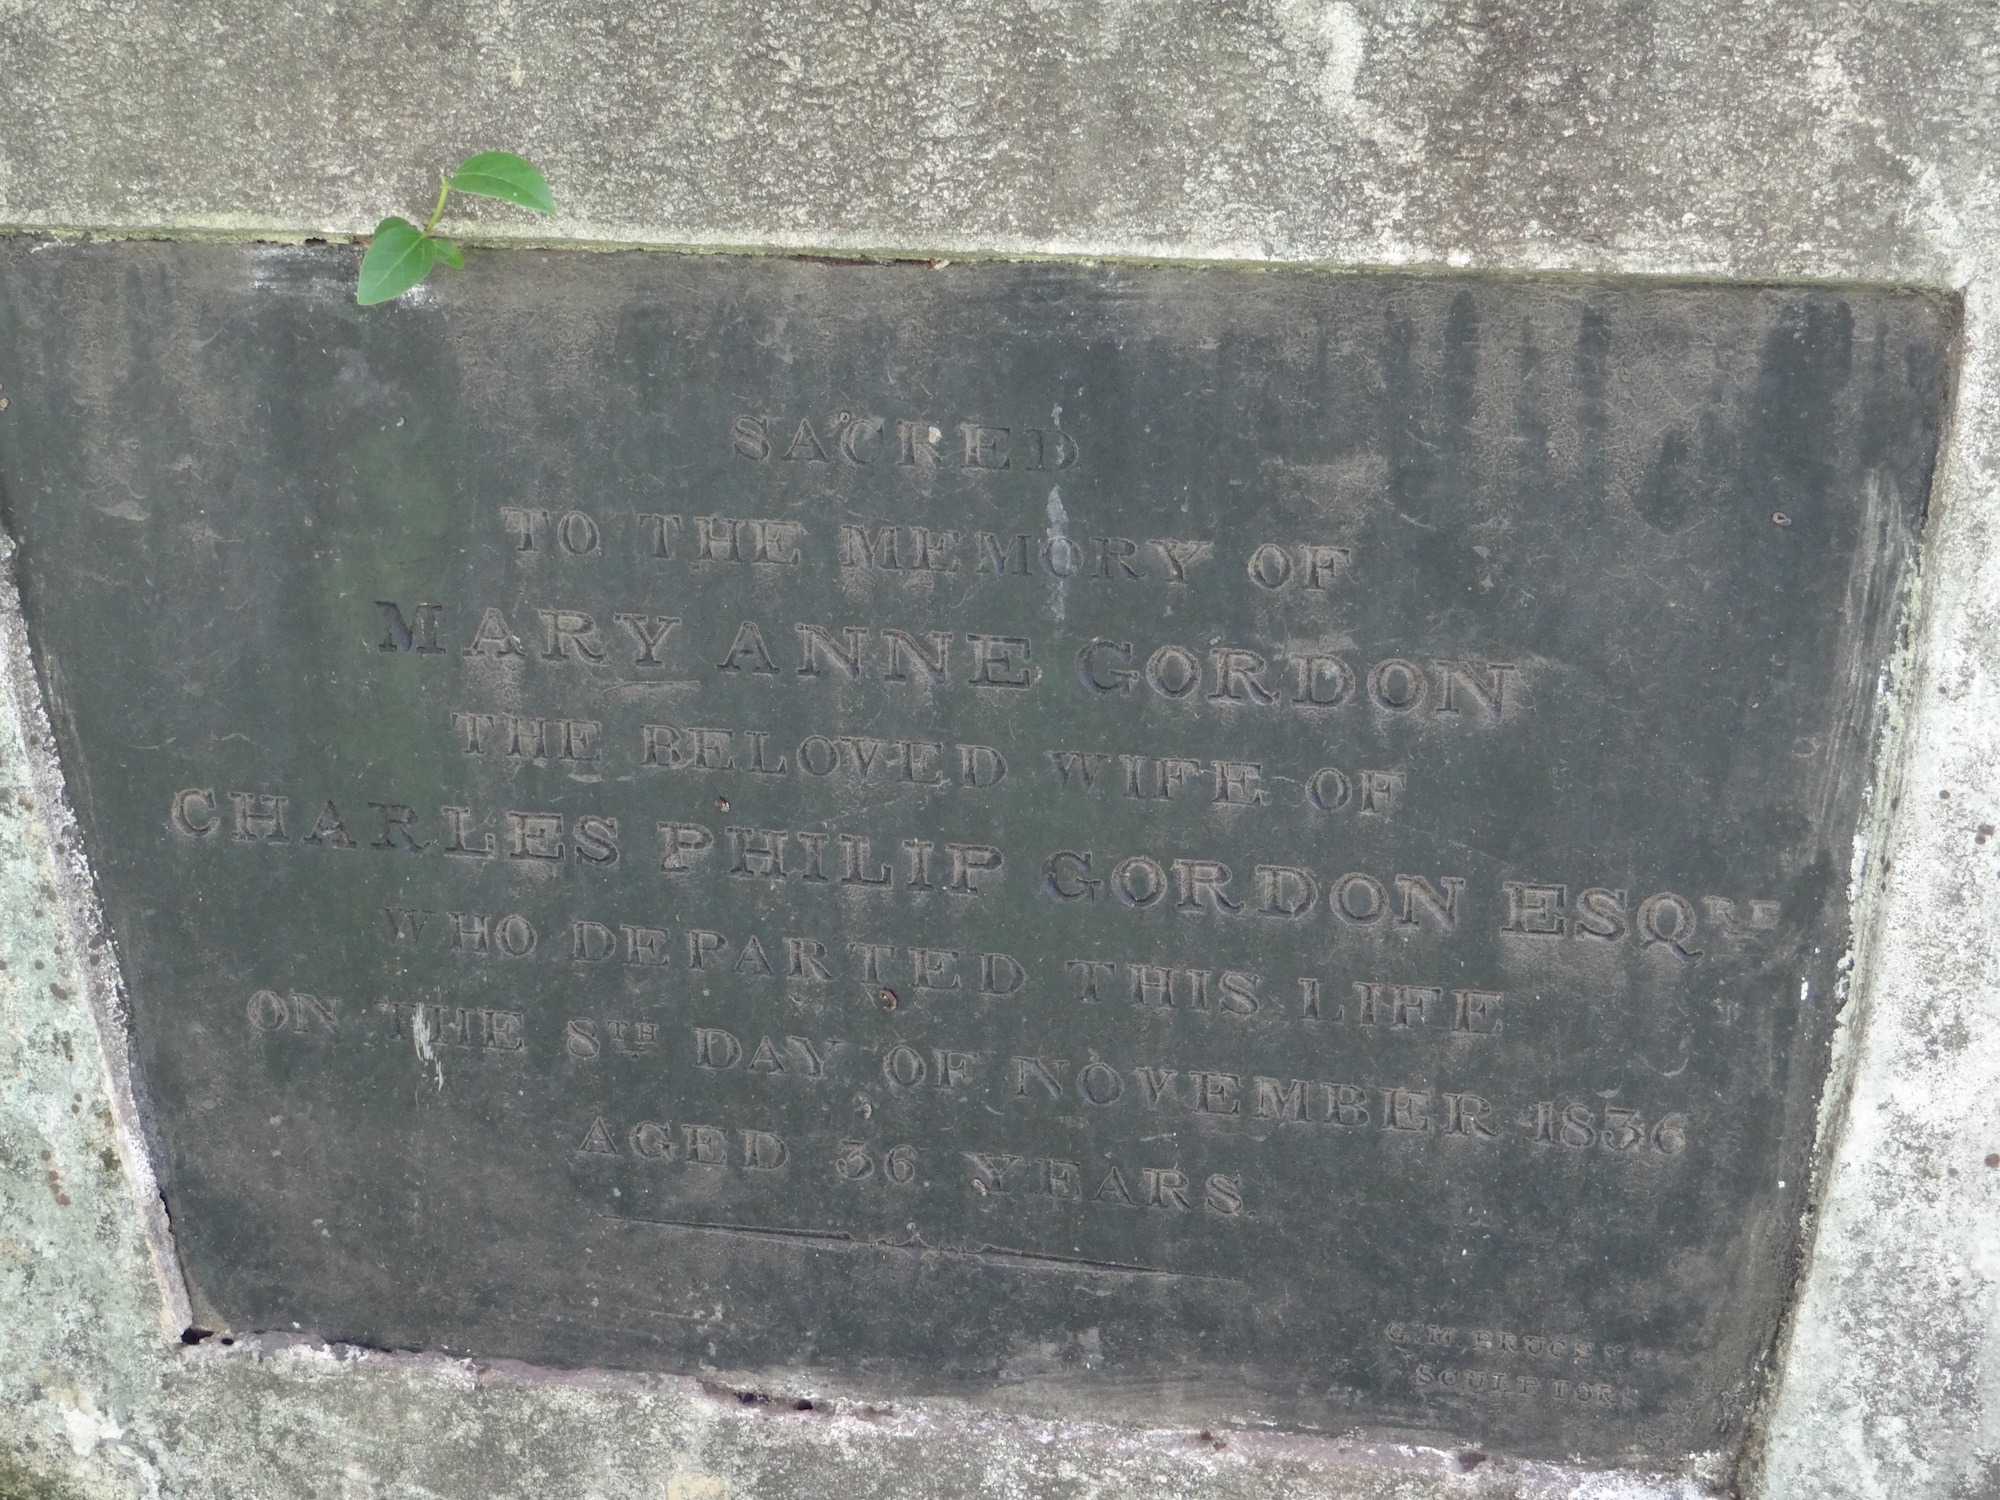 SACRED
TO THE MEMORY OF
MARY ANNE GORDON
THE BELOVED WIFE OF
CHARLES PHILIP GORDON ESQRE
WHO DEPARTED THIS LIFE
ON THE 8TH DAY OF NOVEMBER 1836
AGED 36 YEARS.
SCULPTOR